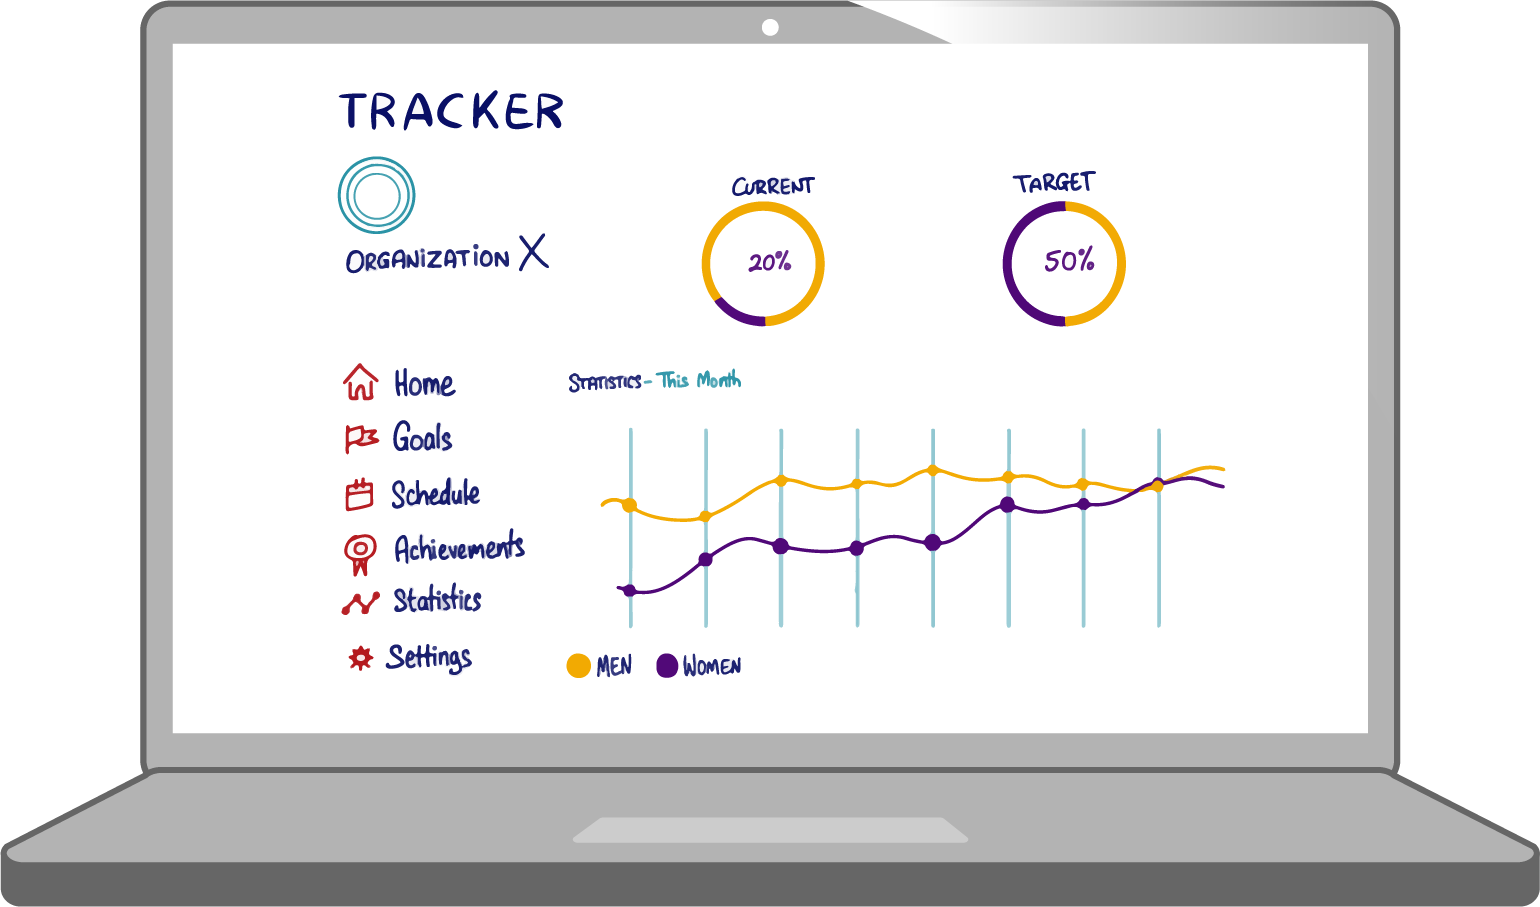 TRACKER
ORGANIZATION X
CURRENT
20%
TARGET
50%
Home
Goals
Schedule
Achievements
Statistics
Settings
STATISTICS - This Month
MEN
WOMEN